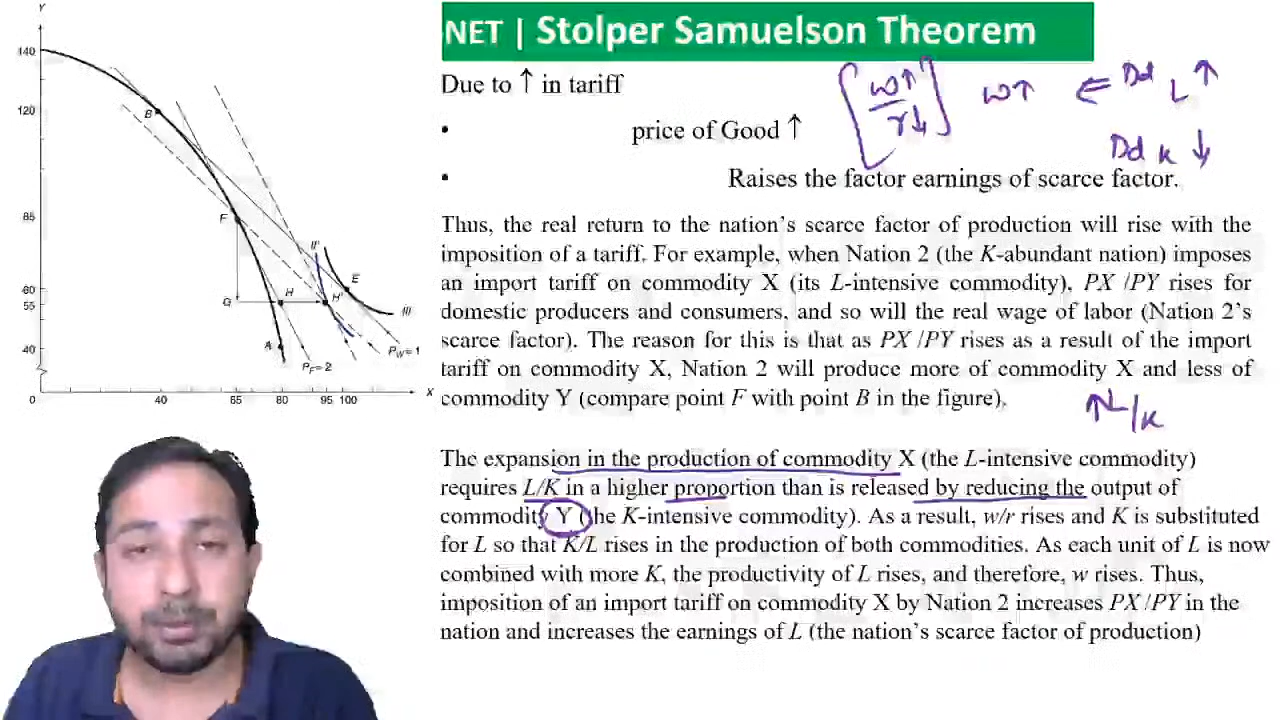 NET | Stolper Samuelson Theorem
Due to ↑ in tariff
• price of Good ↑
• Raises the factor earnings of scarce factor.
w↑
r↓
w↑ ⇐ Dd L ↑
Dd K ↓
Thus, the real return to the nation's scarce factor of production will rise with the
imposition of a tariff. For example, when Nation 2 (the K-abundant nation) imposes
an import tariff on commodity X (its L-intensive commodity), PX /PY rises for
domestic producers and consumers, and so will the real wage of labor (Nation 2's
scarce factor). The reason for this is that as PX /PY rises as a result of the import
tariff on commodity X, Nation 2 will produce more of commodity X and less of
commodity Y (compare point F with point B in the figure).
↑L/K
The expansion in the production of commodity X (the L-intensive commodity)
requires L/K in a higher proportion than is released by reducing the output of
commodity Y (the K-intensive commodity). As a result, w/r rises and K is substituted
for L so that K/L rises in the production of both commodities. As each unit of L is now
combined with more K, the productivity of L rises, and therefore, w rises. Thus,
imposition of an import tariff on commodity X by Nation 2 increases PX /PY in the
nation and increases the earnings of L (the nation's scarce factor of production)
Y
140
120
B
85
F
II'
E
60
55
G
H
H'
III
40
A
P_W=1
P_F=2
0
40
65
80
95
100
X